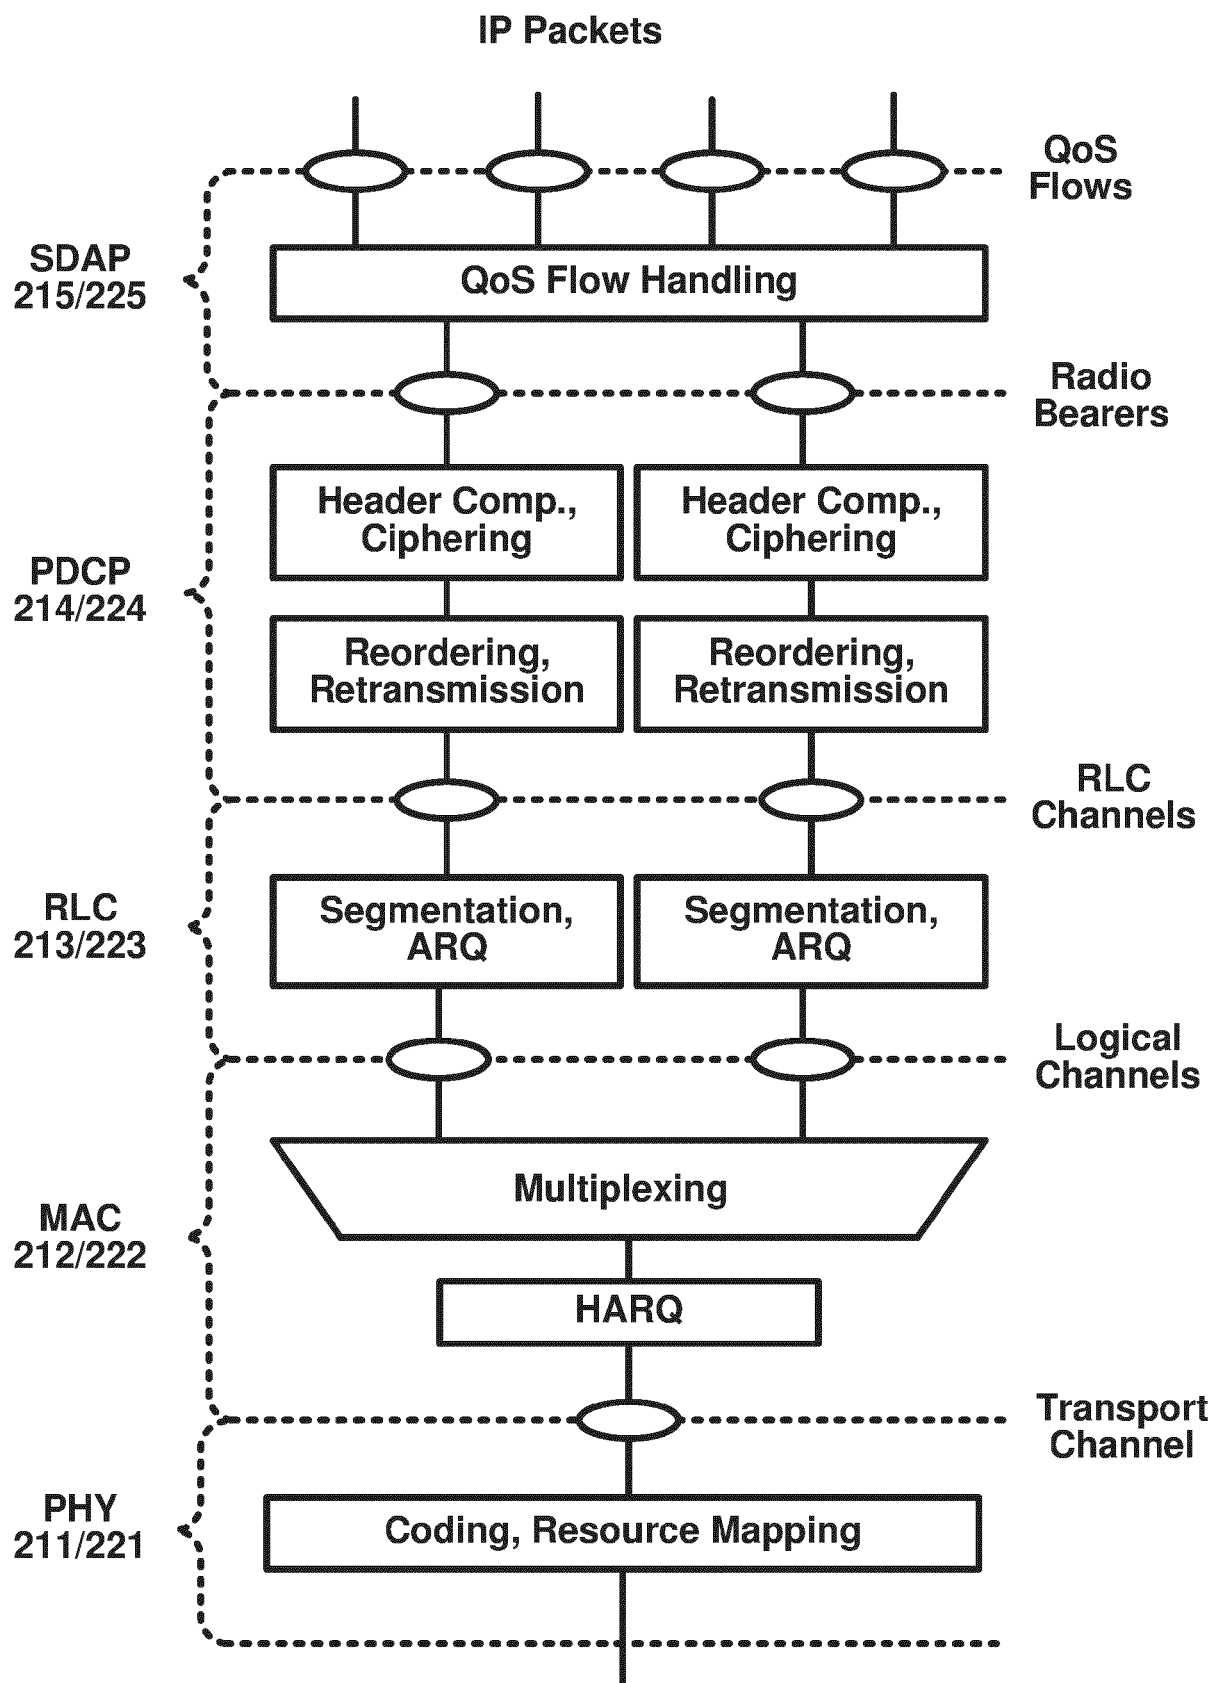 IP Packets
QoS
Flows
SDAP
215/225
QoS Flow Handling
Radio
Bearers
Header Comp.,
Ciphering
Header Comp.,
Ciphering
PDCP
214/224
Reordering,
Retransmission
Reordering,
Retransmission
RLC
Channels
RLC
213/223
Segmentation,
ARQ
Segmentation,
ARQ
Logical
Channels
Multiplexing
MAC
212/222
HARQ
Transport
Channel
PHY
211/221
Coding, Resource Mapping